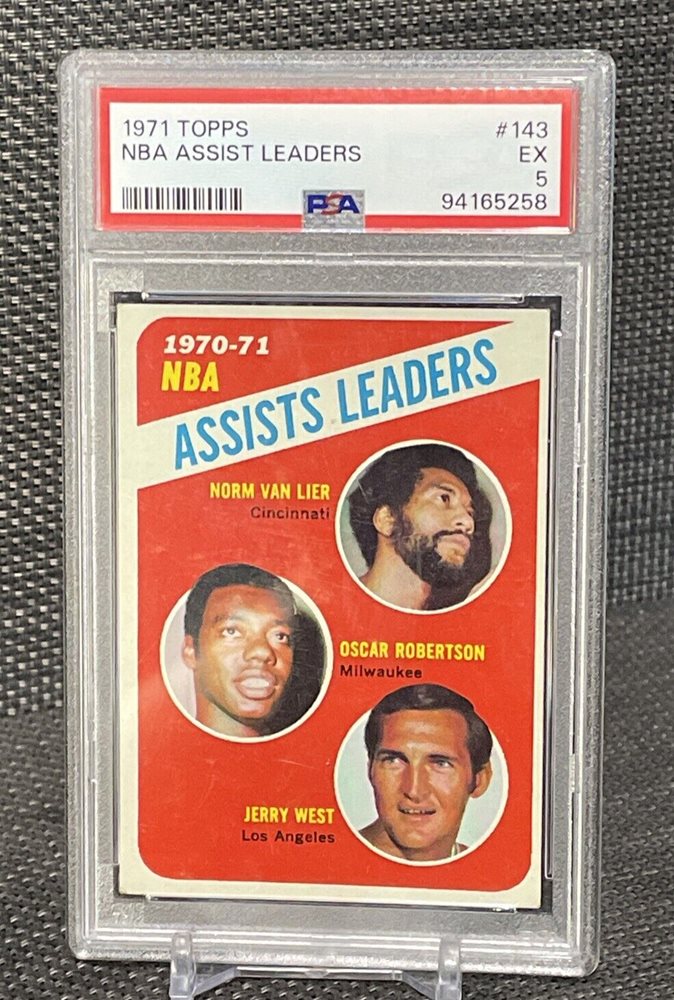 1971 TOPPS #143
NBA ASSIST LEADERS EX
5
PSA 94165258
1970-71
NBA
ASSISTS LEADERS
NORM VAN LIER
Cincinnati
OSCAR ROBERTSON
Milwaukee
JERRY WEST
Los Angeles